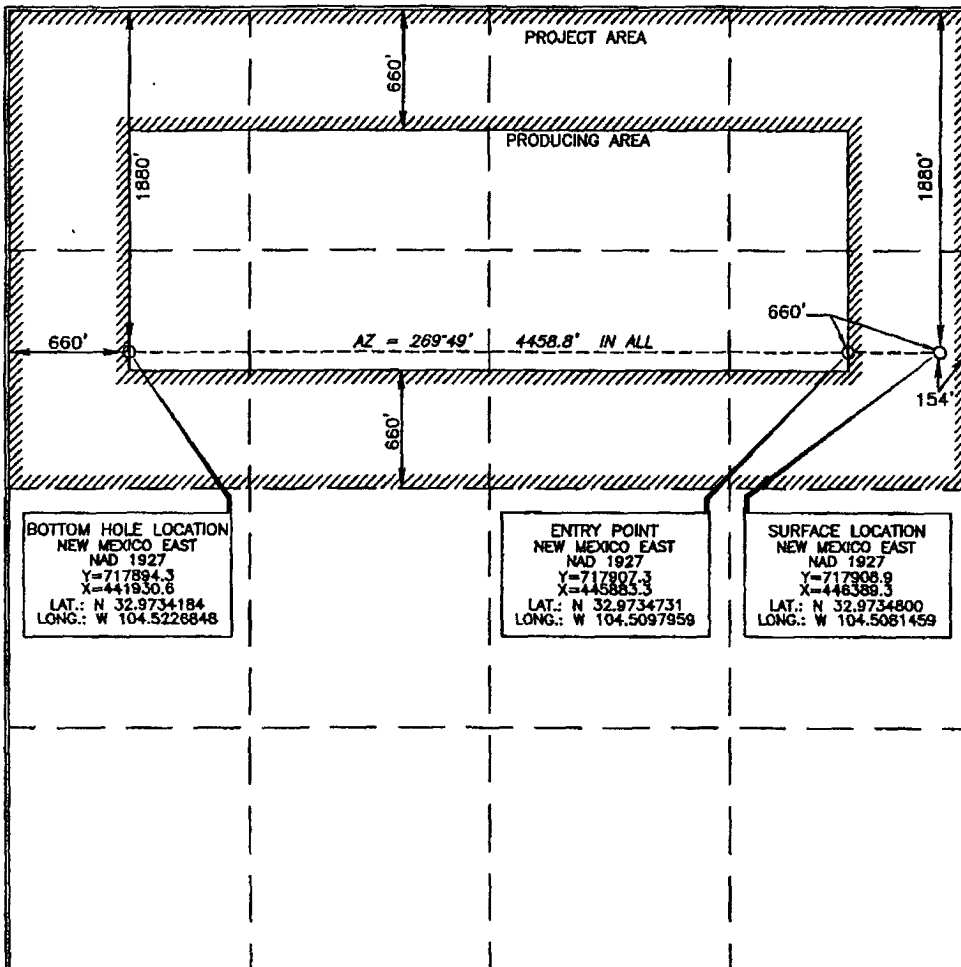 PROJECT AREA
660'
PRODUCING AREA
1880'
1880'
660'
660'
AZ = 269°49' 4458.8' IN ALL
154'
660'
BOTTOM HOLE LOCATION
NEW MEXICO EAST
NAD 1927
Y=717894.3
X=441930.6
LAT.: N 32.9734184
LONG.: W 104.5226848
ENTRY POINT
NEW MEXICO EAST
NAD 1927
Y=717907.3
X=445883.3
LAT.: N 32.9734731
LONG.: W 104.5097959
SURFACE LOCATION
NEW MEXICO EAST
NAD 1927
Y=717908.9
X=446389.3
LAT.: N 32.9734800
LONG.: W 104.5081459